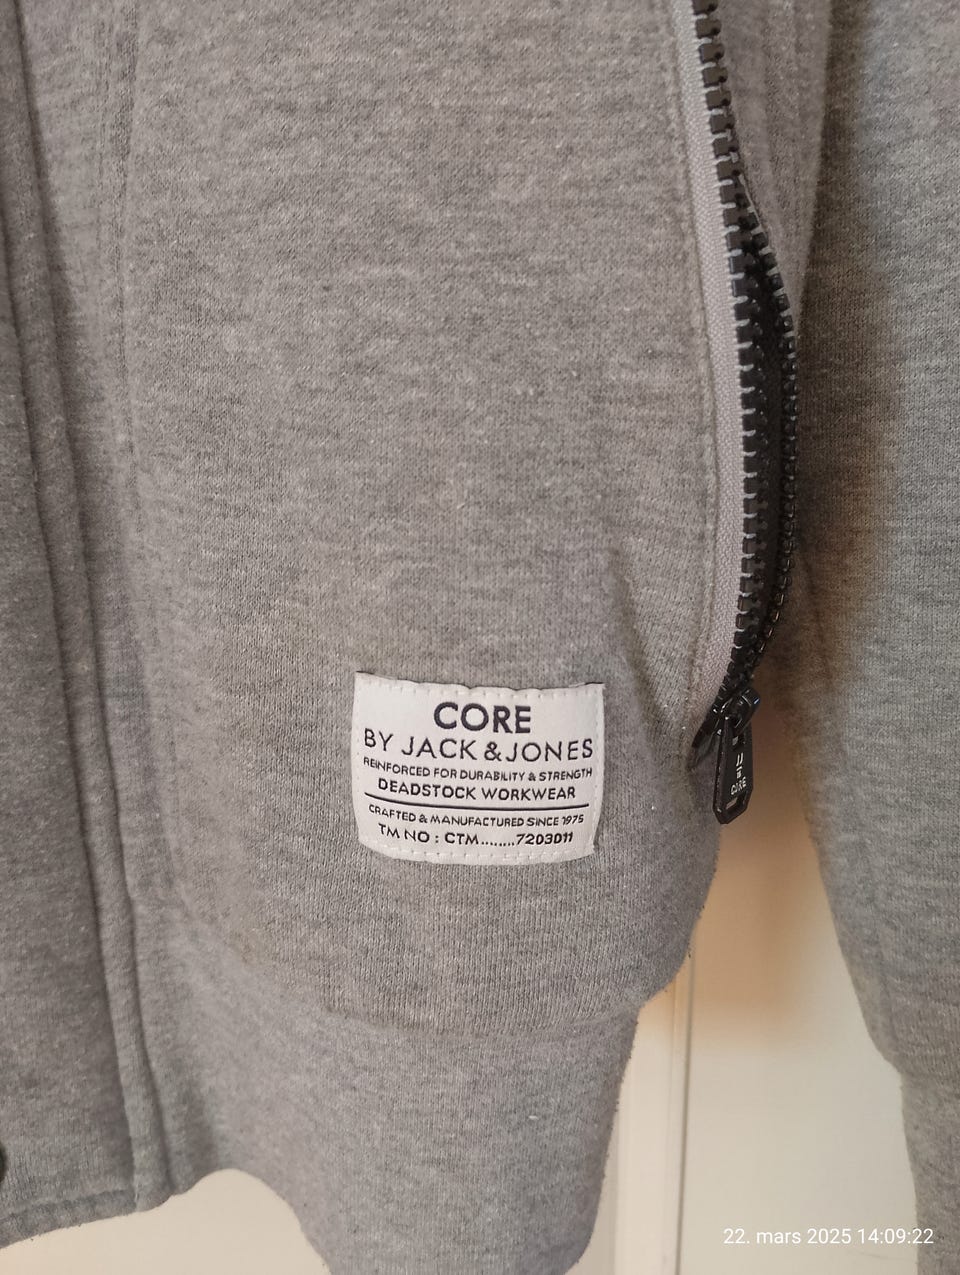 CORE
BY JACK & JONES
REINFORCED FOR DURABILITY & STRENGTH
DEADSTOCK WORKWEAR
CRAFTED & MANUFACTURED SINCE 1975
TM NO : CTM........7203011
22. mars 2025 14:09:22